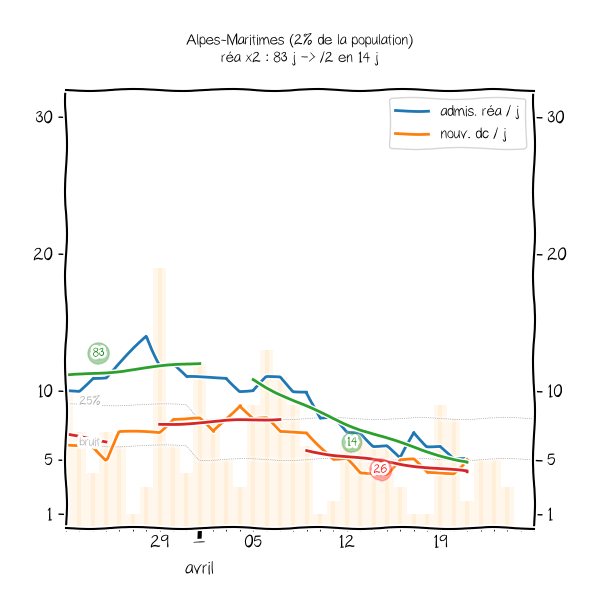 Alpes-Maritimes (2% de la population)
réa x2 : 83 j -> /2 en 14 j
admis. réa / j
nouv. dc / j
30 30
20 20
83
10 10
25%
bruit
14
26
5 5
1 1
29 1 05 12 19
avril